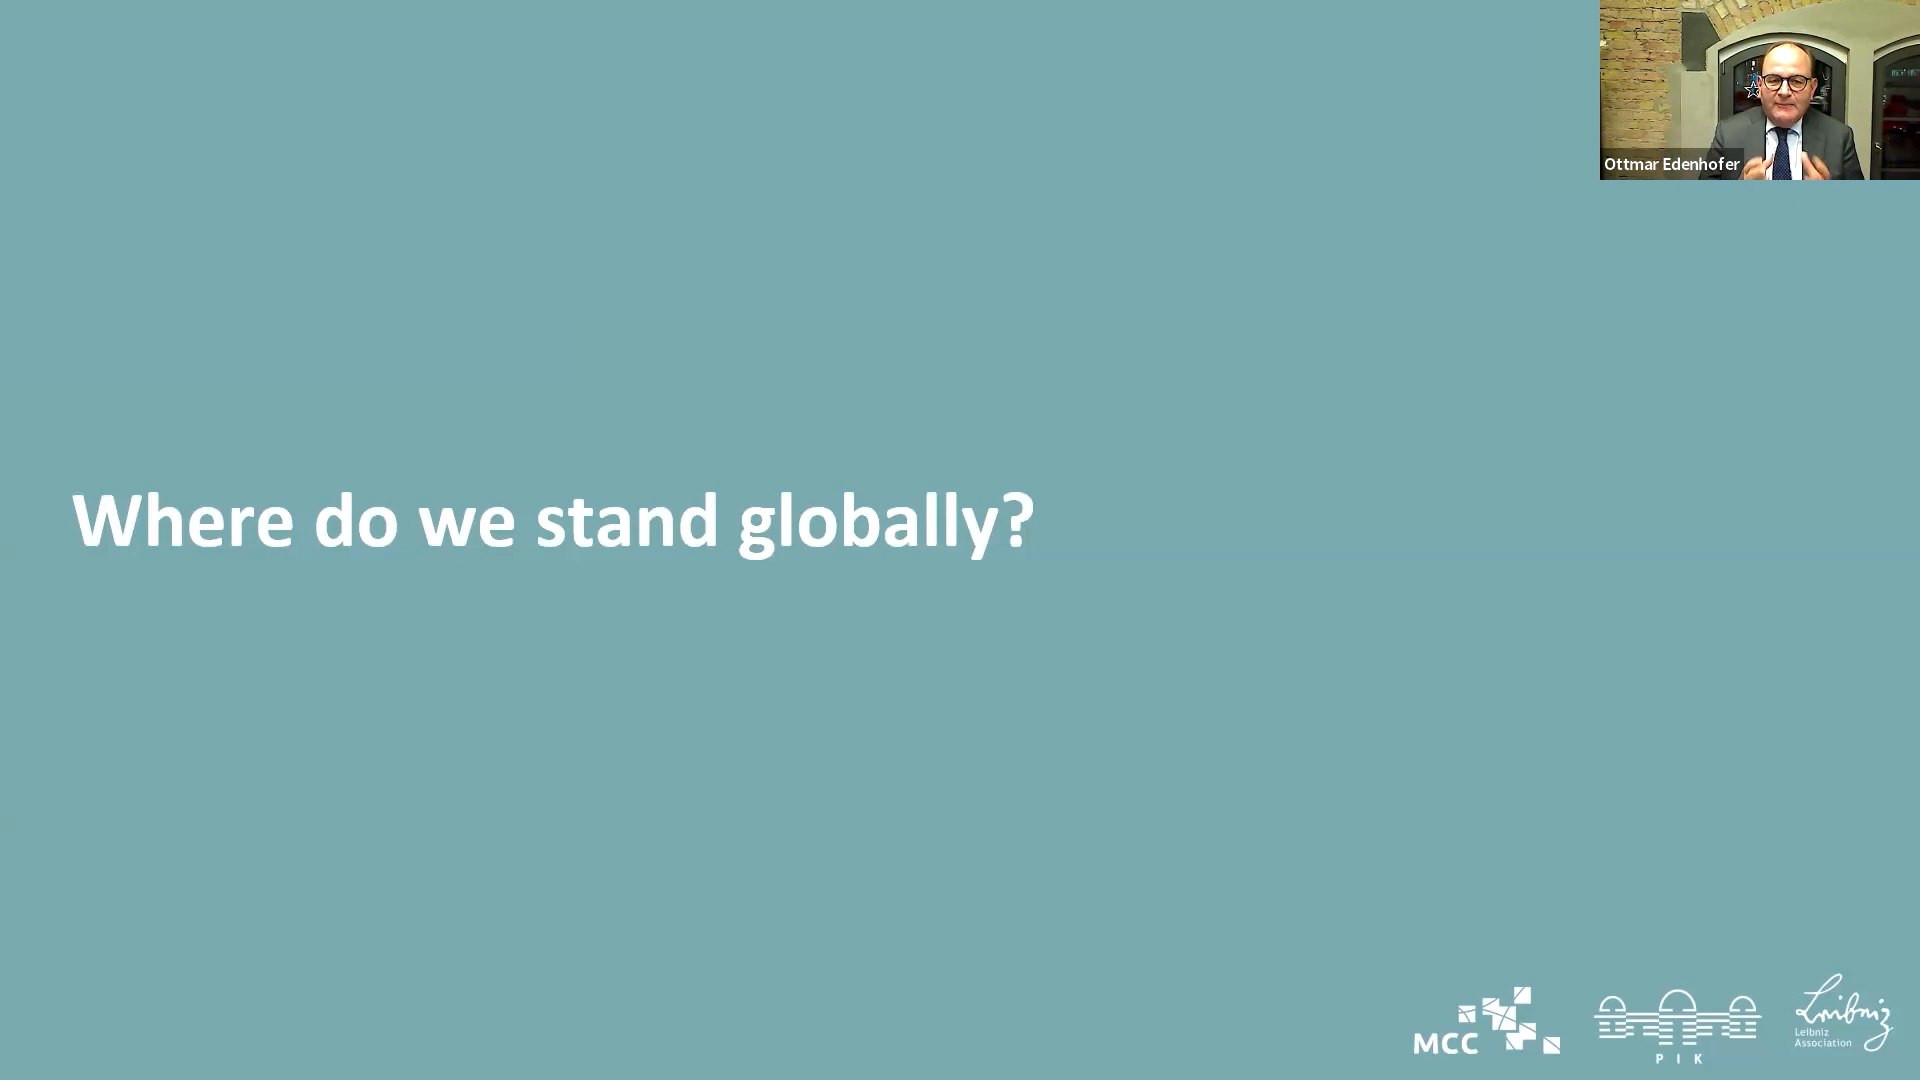 Ottmar Edenhofer
Where do we stand globally?
MCC
PIK
Leibniz
Leibniz
Association